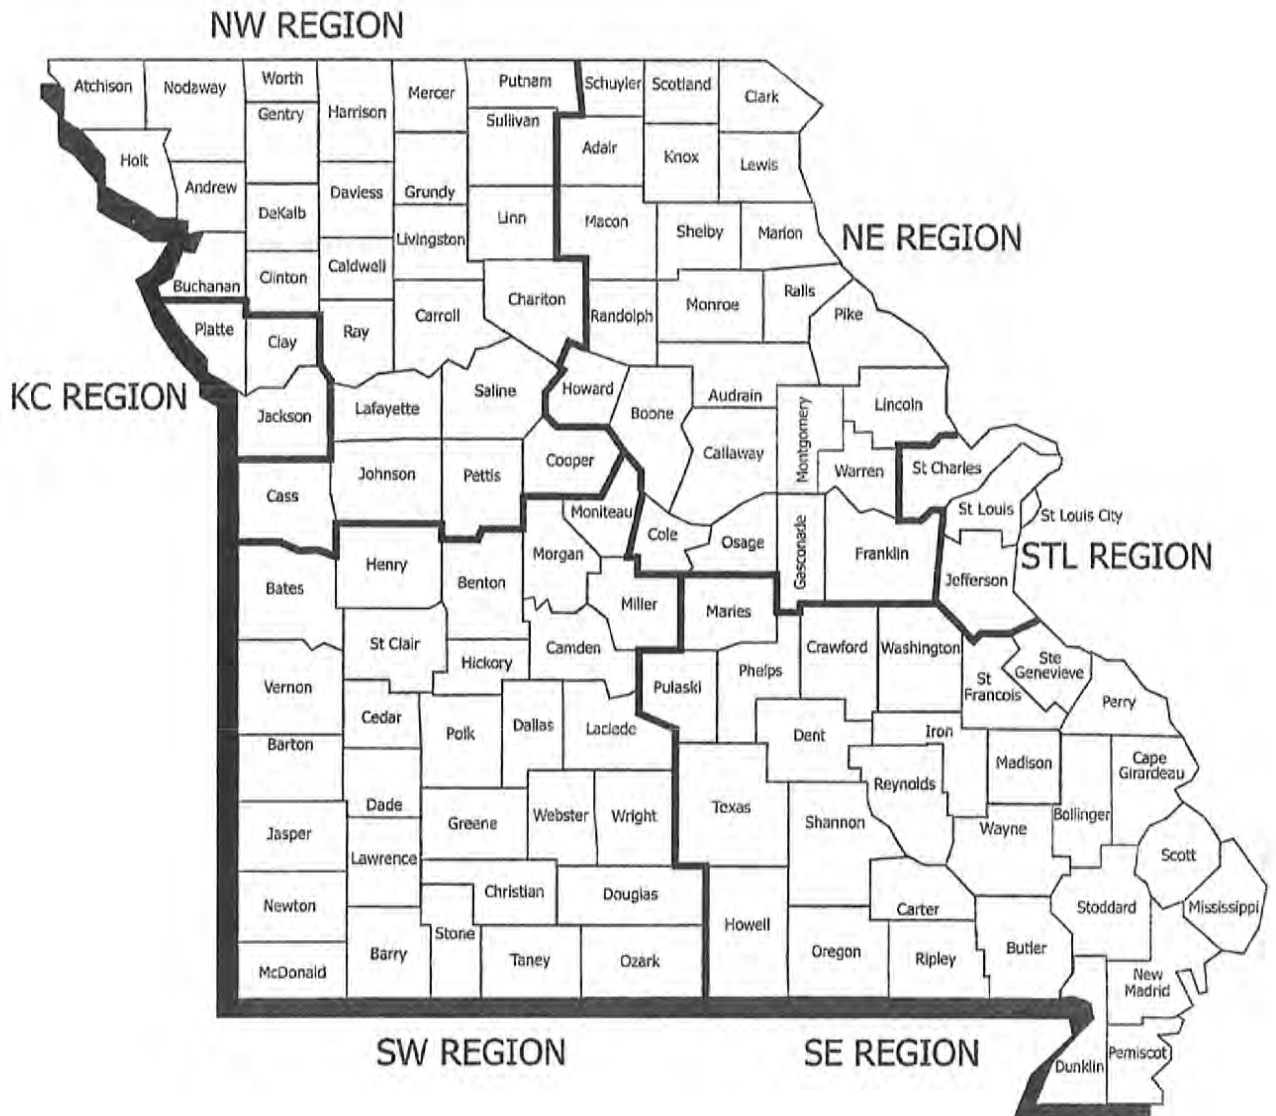 NW REGION
Atchison
Nodaway
Worth
Gentry
Harrison
Mercer
Putnam
Sullivan
Schuyler
Scotland
Clark
Holt
Andrew
DeKalb
Daviess
Grundy
Linn
Adair
Knox
Lewis
Macon
Shelby
Marion
NE REGION
Livingston
Buchanan
Clinton
Caldwell
Chariton
Randolph
Monroe
Ralls
Pike
Platte
Clay
Ray
Carroll
KC REGION
Jackson
Lafayette
Saline
Howard
Boone
Audrain
Montgomery
Lincoln
Cass
Johnson
Pettis
Cooper
Callaway
Warren
St Charles
Moniteau
Cole
Osage
Gasconade
Franklin
St Louis
St Louis City
STL REGION
Jefferson
Bates
Henry
Benton
Morgan
Miller
Maries
St Clair
Hickory
Camden
Pulaski
Phelps
Crawford
Washington
St
Francois
Ste
Genevieve
Perry
Vernon
Cedar
Polk
Dallas
Laclede
Dent
Iron
Madison
Cape
Girardeau
Barton
Dade
Greene
Webster
Wright
Texas
Shannon
Reynolds
Wayne
Bollinger
Scott
Jasper
Lawrence
Christian
Douglas
Howell
Carter
Stoddard
Mississippi
Newton
Barry
Stone
Taney
Ozark
Oregon
Ripley
Butler
McDonald
New
Madrid
SW REGION
SE REGION
Dunklin
Pemiscot